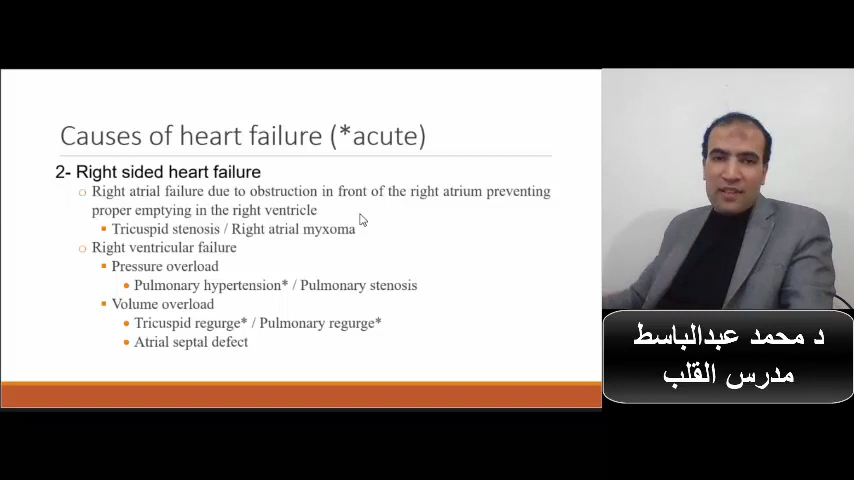 Causes of heart failure (*acute)
2- Right sided heart failure
Right atrial failure due to obstruction in front of the right atrium preventing
proper emptying in the right ventricle
Tricuspid stenosis / Right atrial myxoma
Right ventricular failure
Pressure overload
Pulmonary hypertension* / Pulmonary stenosis
Volume overload
Tricuspid regurge* / Pulmonary regurge*
Atrial septal defect
د محمد عبدالباسط
مدرس القلب